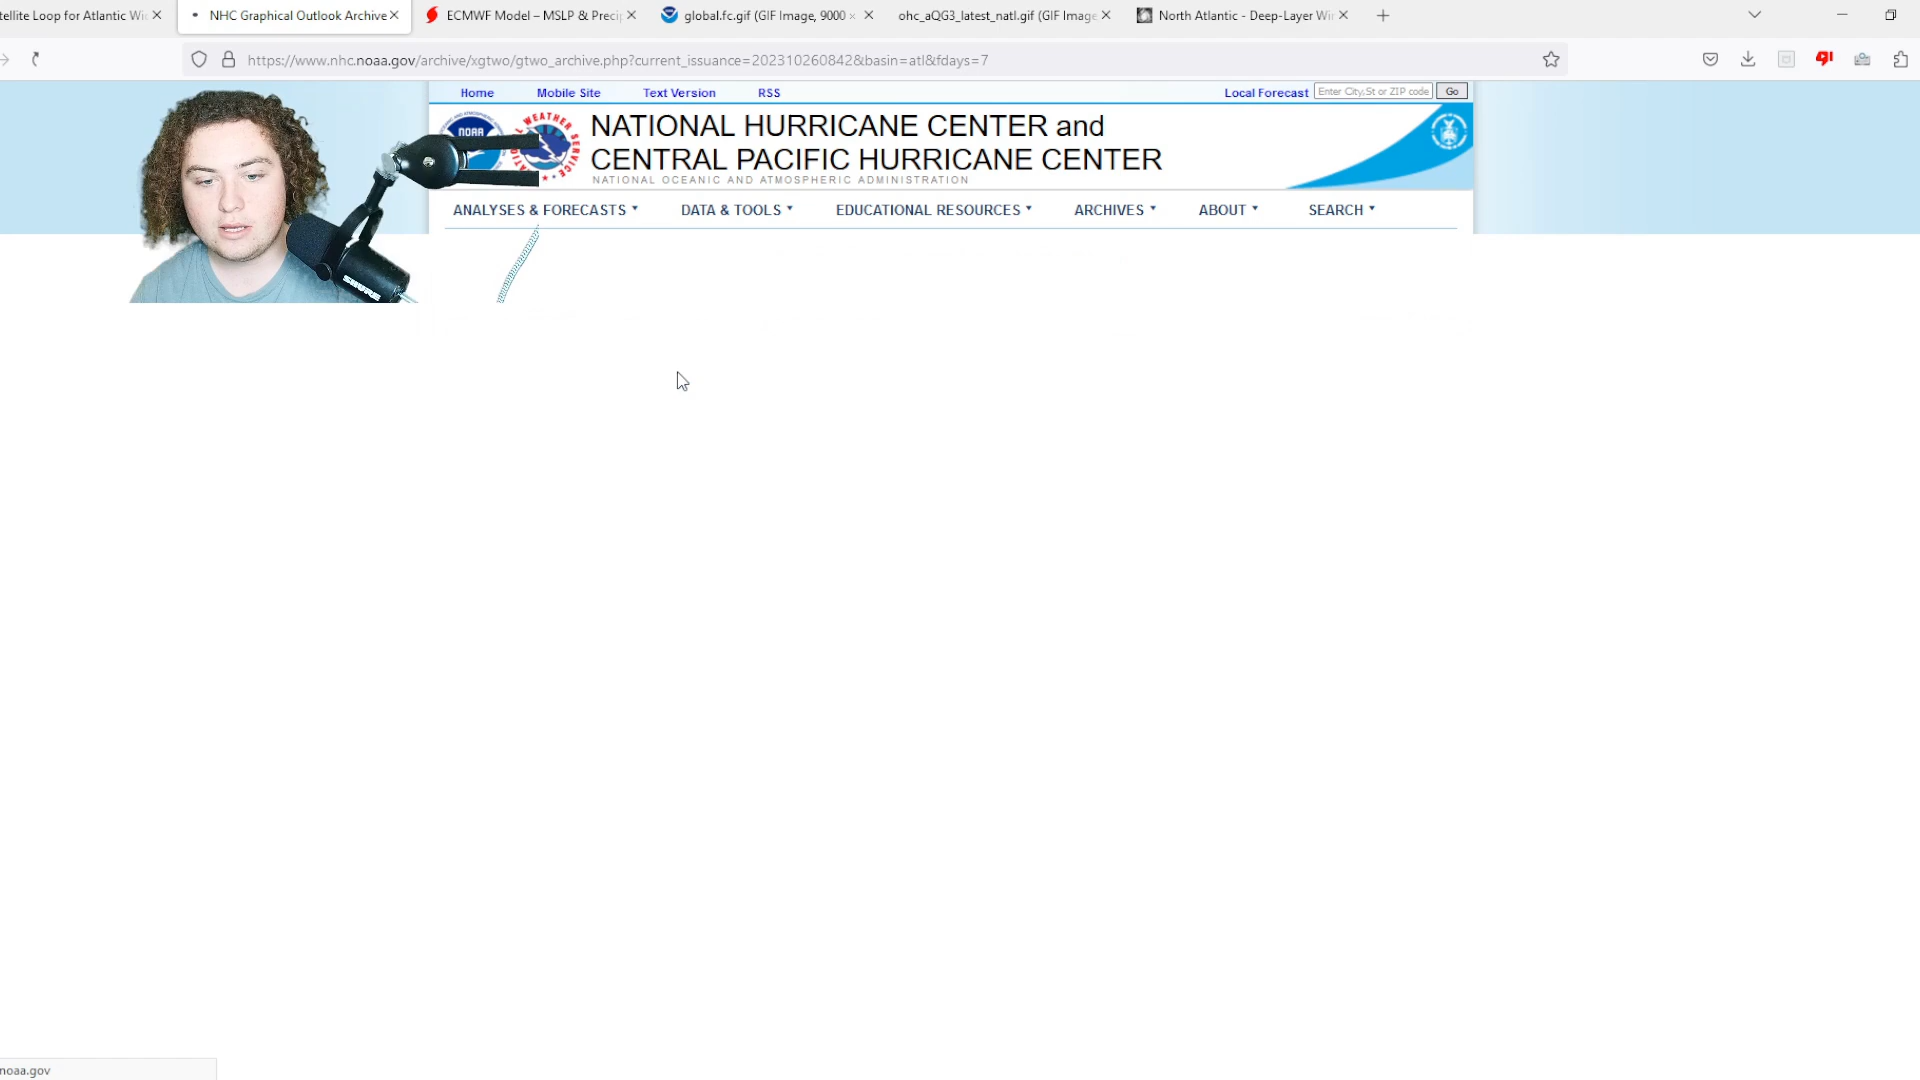 tellite Loop for Atlantic Wi
NHC Graphical Outlook Archive
ECMWF Model – MSLP & Precip
global.fc.gif (GIF Image, 9000 ×
ohc_aQG3_latest_natl.gif (GIF Image
North Atlantic - Deep-Layer Wi
https://www.nhc.noaa.gov/archive/xgtwo/gtwo_archive.php?current_issuance=202310260842&basin=atl&fdays=7
Home Mobile Site Text Version RSS Local Forecast Enter City,St or ZIP code Go
NOAA
WEATHER
NATIONAL HURRICANE CENTER and
CENTRAL PACIFIC HURRICANE CENTER
NATIONAL OCEANIC AND ATMOSPHERIC ADMINISTRATION
ANALYSES & FORECASTS DATA & TOOLS EDUCATIONAL RESOURCES ARCHIVES ABOUT SEARCH
SHURE
noaa.gov